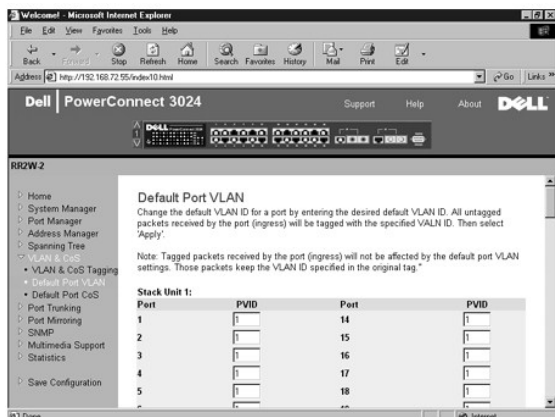 Welcome! - Microsoft Internet Explorer
File Edit View Favorites Tools Help
Back Forward Stop Refresh Home Search Favorites History Mail Print Edit
Address http://192.168.72.55/index10.html Go Links »
Dell | PowerConnect 3024 Support Help About DELL
DELL
1
RR2W-2
Home
System Manager
Port Manager
Address Manager
Spanning Tree
VLAN & CoS
• VLAN & CoS Tagging
• Default Port VLAN
• Default Port CoS
Port Trunking
Port Mirroring
SNMP
Multimedia Support
Statistics
Save Configuration
Default Port VLAN
Change the default VLAN ID for a port by entering the desired default VLAN ID. All untagged
packets received by the port (ingress) will be tagged with the specified VALN ID. Then select
'Apply'.
Note: Tagged packets received by the port (ingress) will not be affected by the default port VLAN
settings. Those packets keep the VLAN ID specified in the original tag."
Stack Unit 1:
Port PVID Port PVID
1 1 14 1
2 1 15 1
3 1 16 1
4 1 17 1
5 1 18 1
Done Internet